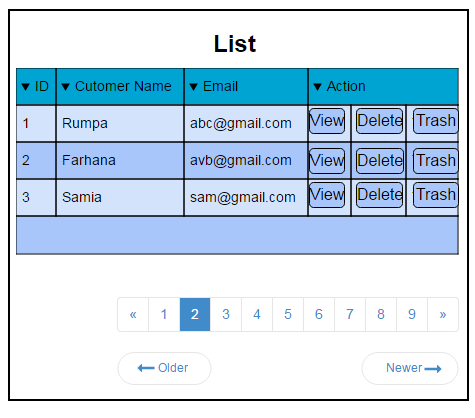 List
▼ ID ▼ Cutomer Name ▼ Email ▼ Action
1 Rumpa abc@gmail.com View Delete Trash
2 Farhana avb@gmail.com View Delete Trash
3 Samia sam@gmail.com View Delete Trash
« 1 2 3 4 5 6 7 8 9 »
← Older Newer →